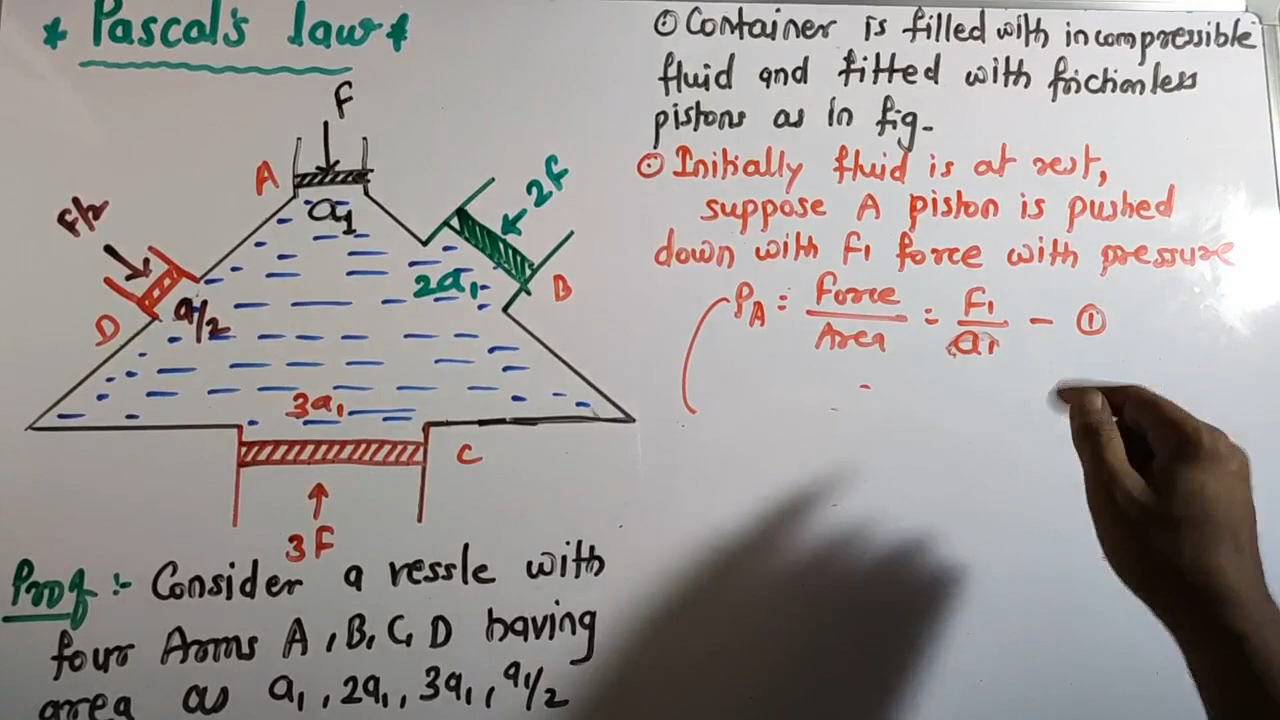 * Pascal's law *
F
A
a1
F/2
2F
2a1
B
D
a/2
3a1
C
3F
Prof :- Consider a vessle with
four Arms A, B, C, D having
area as a1, 2a1, 3a1, a1/2
⊙ Container is filled with incompressible
fluid and fitted with frictionless
pistons as in fig.
⊙ Initially fluid is at rest,
suppose A piston is pushed
down with F1 force with pressure
PA = Force/Area = F1/a1 - ①